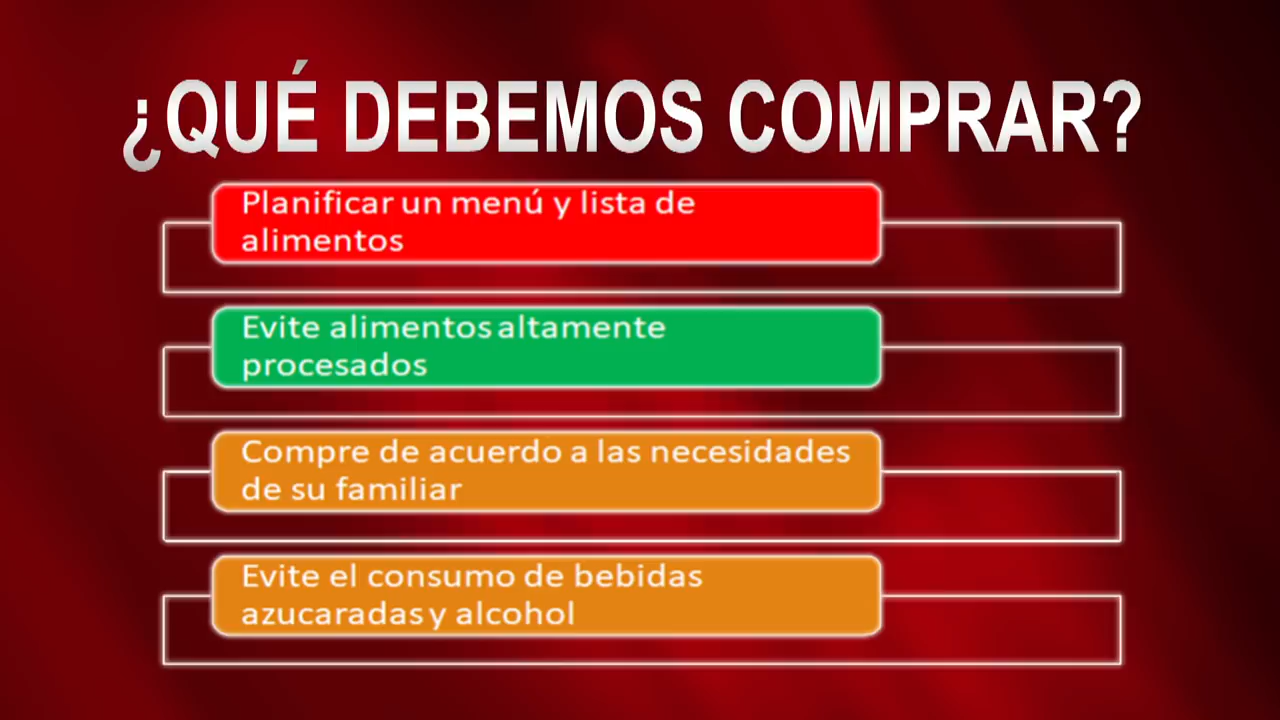 ¿QUÉ DEBEMOS COMPRAR?
Planificar un menú y lista de
alimentos
Evite alimentos altamente
procesados
Compre de acuerdo a las necesidades
de su familiar
Evite el consumo de bebidas
azucaradas y alcohol